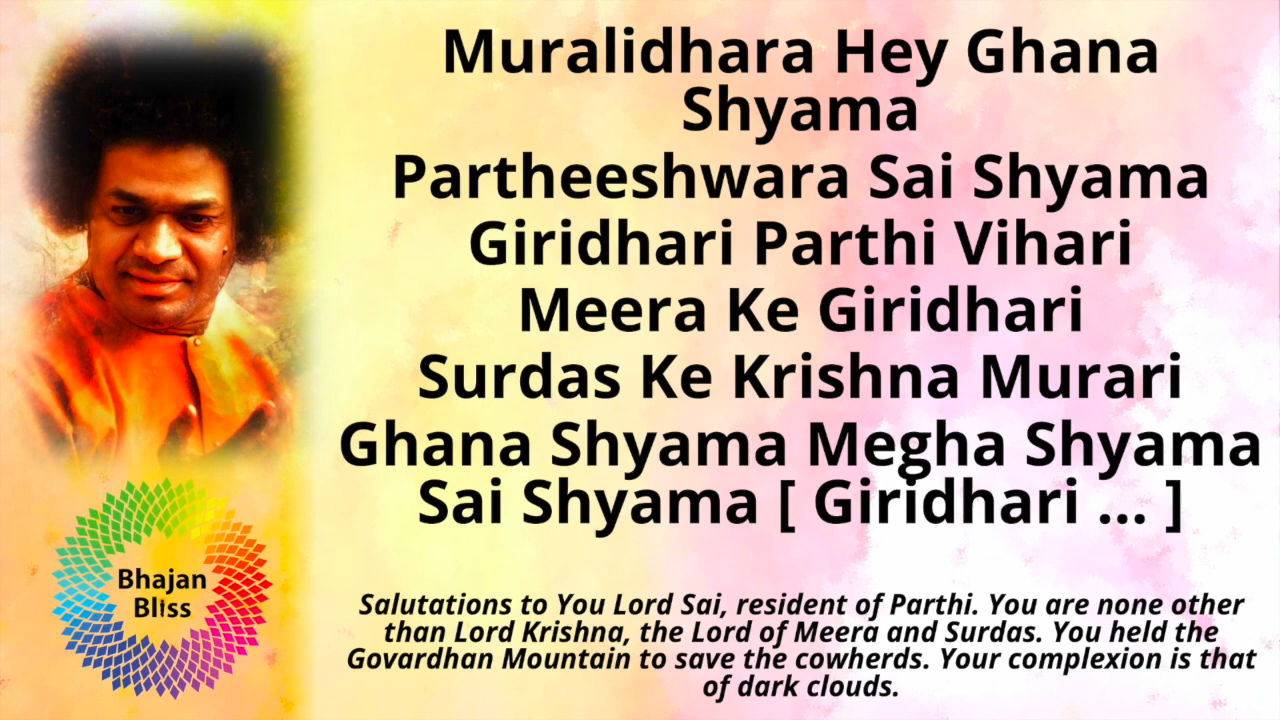 Muralidhara Hey Ghana
Shyama
Partheeshwara Sai Shyama
Giridhari Parthi Vihari
Meera Ke Giridhari
Surdas Ke Krishna Murari
Ghana Shyama Megha Shyama
Sai Shyama [ Giridhari ... ]
Bhajan
Bliss
Salutations to You Lord Sai, resident of Parthi. You are none other
than Lord Krishna, the Lord of Meera and Surdas. You held the
Govardhan Mountain to save the cowherds. Your complexion is that
of dark clouds.